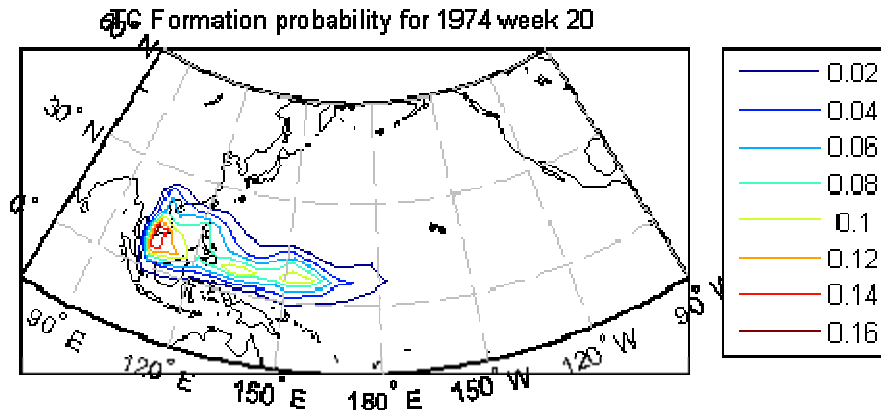 TC Formation probability for 1974 week 20
60° N
30° N
0°
90° E
120° E
150° E
180° E
150° W
120° W
90° W
0.02
0.04
0.06
0.08
0.1
0.12
0.14
0.16